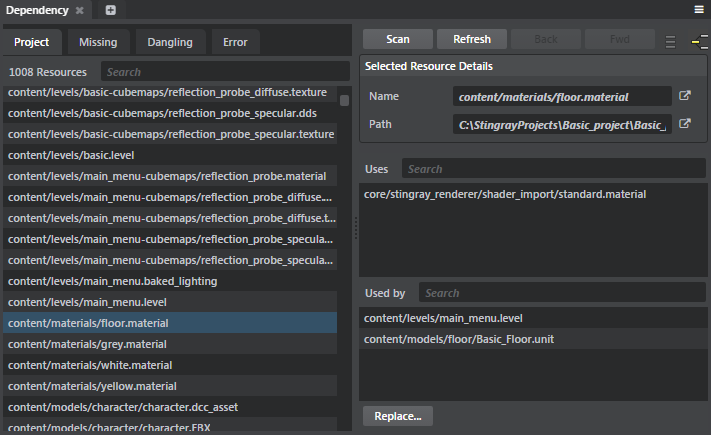 Dependency
Project Missing Dangling Error
1008 Resources Search
content/levels/basic-cubemaps/reflection_probe_diffuse.texture
content/levels/basic-cubemaps/reflection_probe_specular.dds
content/levels/basic-cubemaps/reflection_probe_specular.texture
content/levels/basic.level
content/levels/main_menu-cubemaps/reflection_probe.material
content/levels/main_menu-cubemaps/reflection_probe_diffuse....
content/levels/main_menu-cubemaps/reflection_probe_diffuse.t...
content/levels/main_menu-cubemaps/reflection_probe_specula...
content/levels/main_menu-cubemaps/reflection_probe_specula...
content/levels/main_menu.baked_lighting
content/levels/main_menu.level
content/materials/floor.material
content/materials/grey.material
content/materials/white.material
content/materials/yellow.material
content/models/character/character.dcc_asset
content/models/character/character.FBX
Scan Refresh Back Fwd
Selected Resource Details
Name content/materials/floor.material
Path C:\StingrayProjects\Basic_project\Basic_
Uses Search
core/stingray_renderer/shader_import/standard.material
Used by Search
content/levels/main_menu.level
content/models/floor/Basic_Floor.unit
Replace...